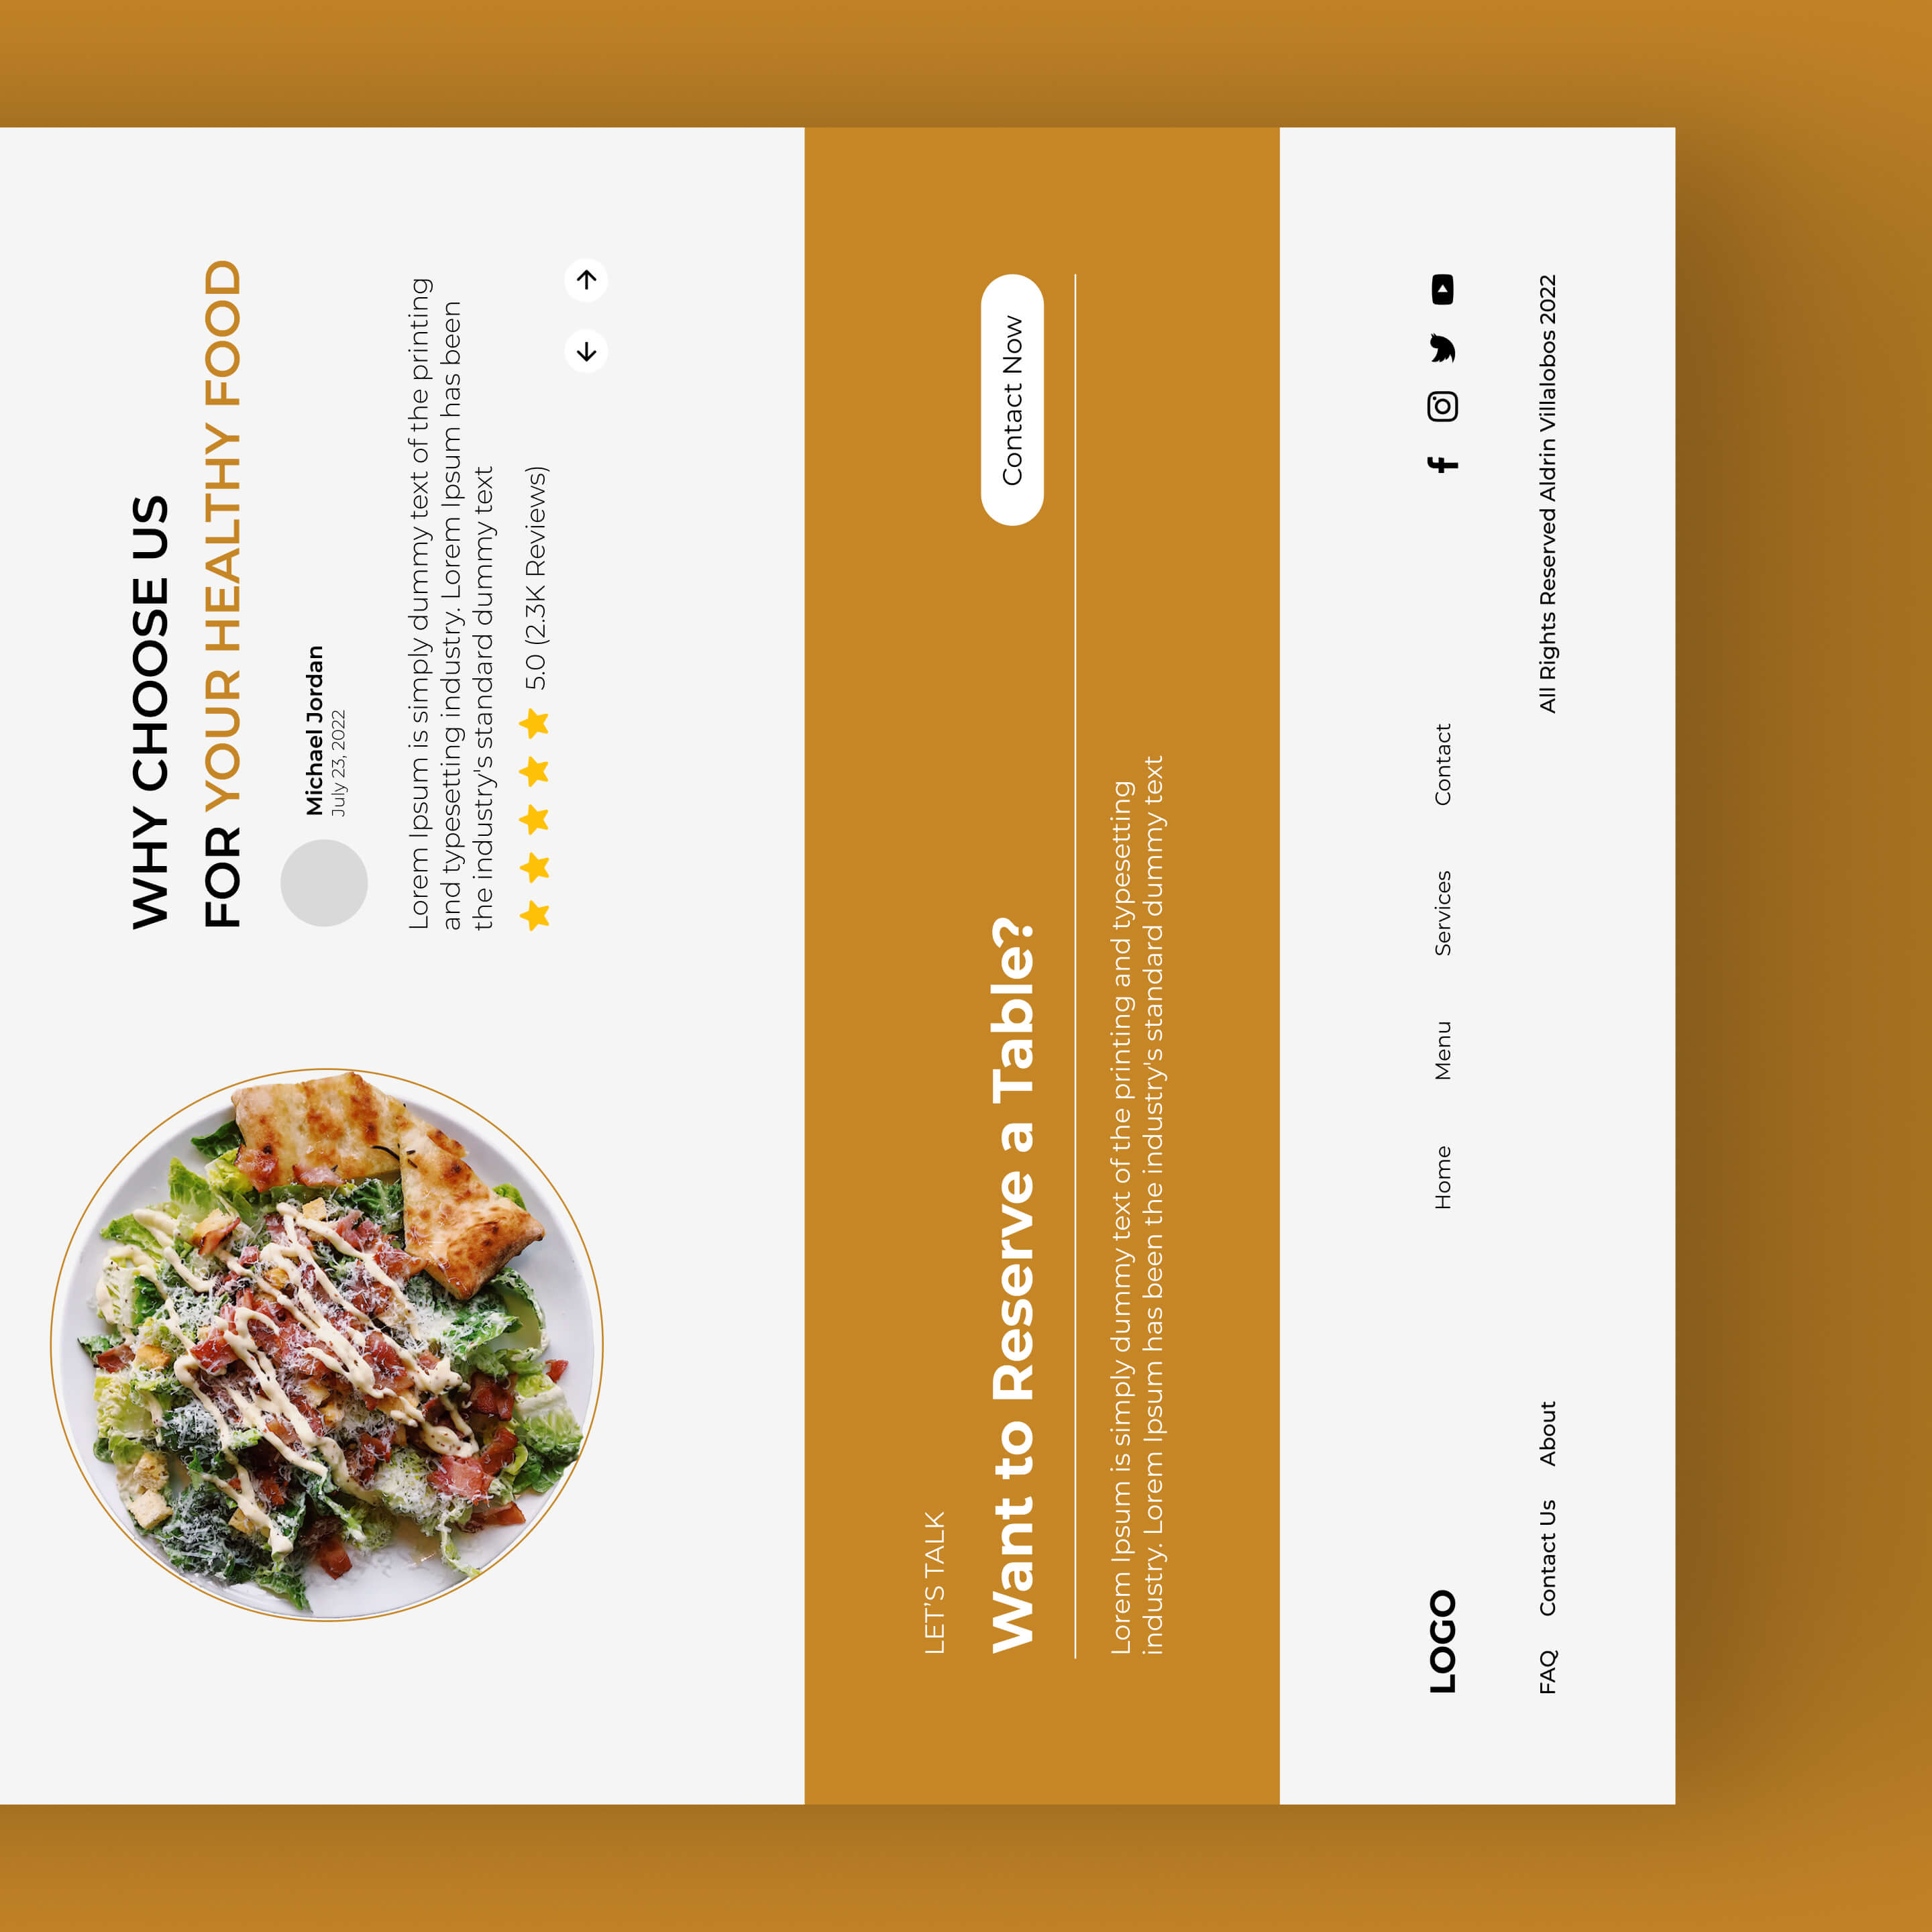 WHY CHOOSE US
FOR YOUR HEALTHY FOOD
Michael Jordan
July 23, 2022
Lorem Ipsum is simply dummy text of the printing
and typesetting industry. Lorem Ipsum has been
the industry's standard dummy text
5.0 (2.3K Reviews)
LET'S TALK
Want to Reserve a Table?
Contact Now
Lorem Ipsum is simply dummy text of the printing and typesetting
industry. Lorem Ipsum has been the industry's standard dummy text
LOGO Home Menu Services Contact
FAQ Contact Us About All Rights Reserved Aldrin Villalobos 2022